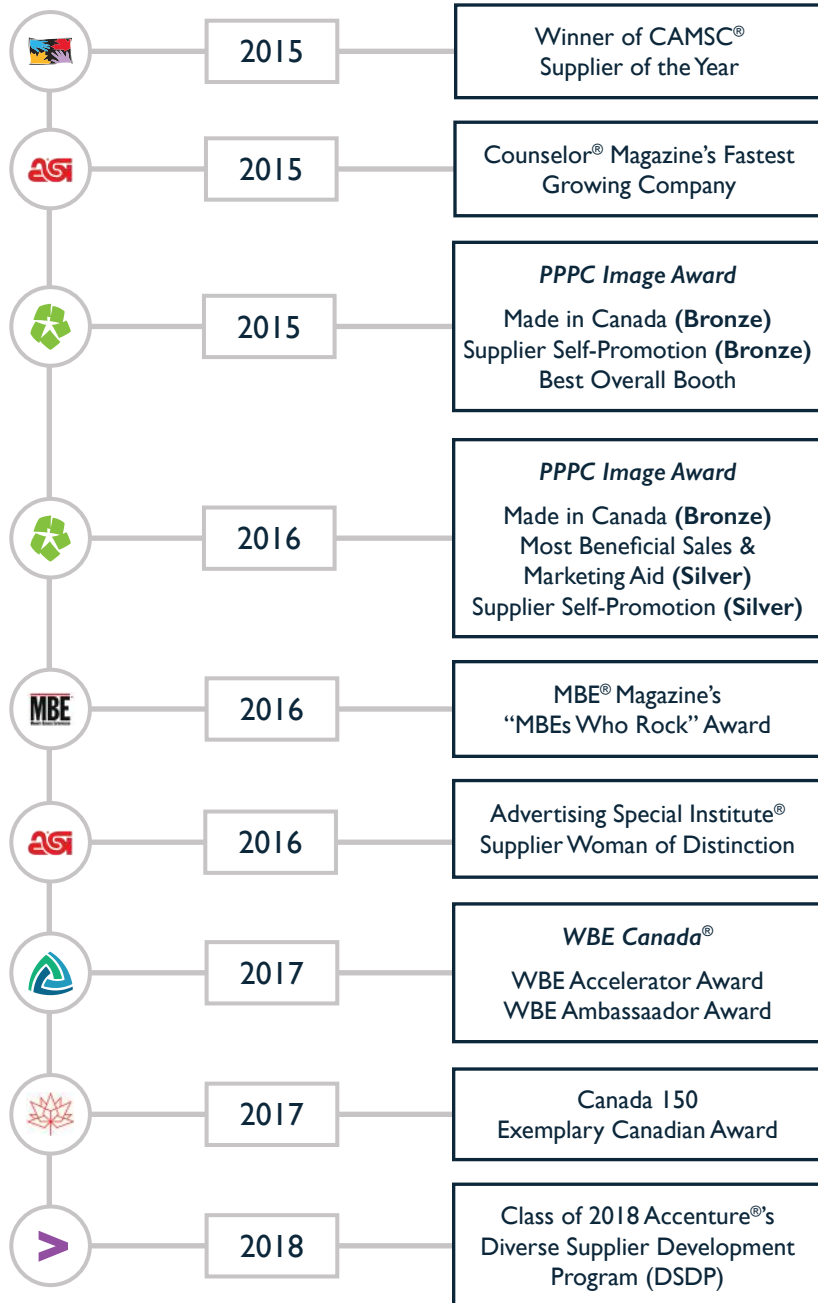 2015
Winner of CAMSC®
Supplier of the Year
asi
2015
Counselor® Magazine's Fastest
Growing Company
2015
PPPC Image Award
Made in Canada (Bronze)
Supplier Self-Promotion (Bronze)
Best Overall Booth
2016
PPPC Image Award
Made in Canada (Bronze)
Most Beneficial Sales &
Marketing Aid (Silver)
Supplier Self-Promotion (Silver)
MBE
2016
MBE® Magazine's
“MBEs Who Rock” Award
asi
2016
Advertising Special Institute®
Supplier Woman of Distinction
2017
WBE Canada®
WBE Accelerator Award
WBE Ambassaador Award
2017
Canada 150
Exemplary Canadian Award
>
2018
Class of 2018 Accenture®'s
Diverse Supplier Development
Program (DSDP)